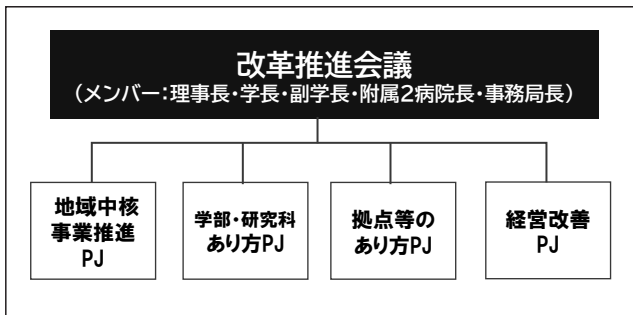 改革推進会議
（メンバー：理事長・学長・副学長・附属2病院長・事務局長）
地域中核
事業推進
PJ
学部・研究科
あり方PJ
拠点等の
あり方PJ
経営改善
PJ